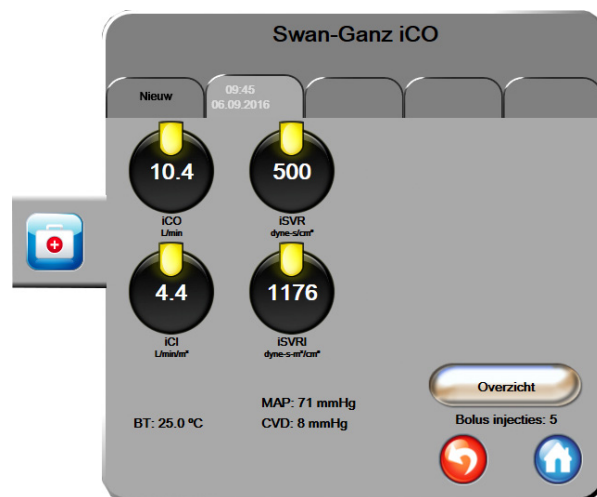 Swan-Ganz iCO
Nieuw
09:45
06.09.2016
10.4
500
iCO
L/min
iSVR
dyne-s/cm⁵
4.4
1176
iCI
L/min/m²
iSVRI
dyne-s-m²/cm⁵
MAP: 71 mmHg
BT: 25.0 ºC
CVD: 8 mmHg
Overzicht
Bolus injecties: 5